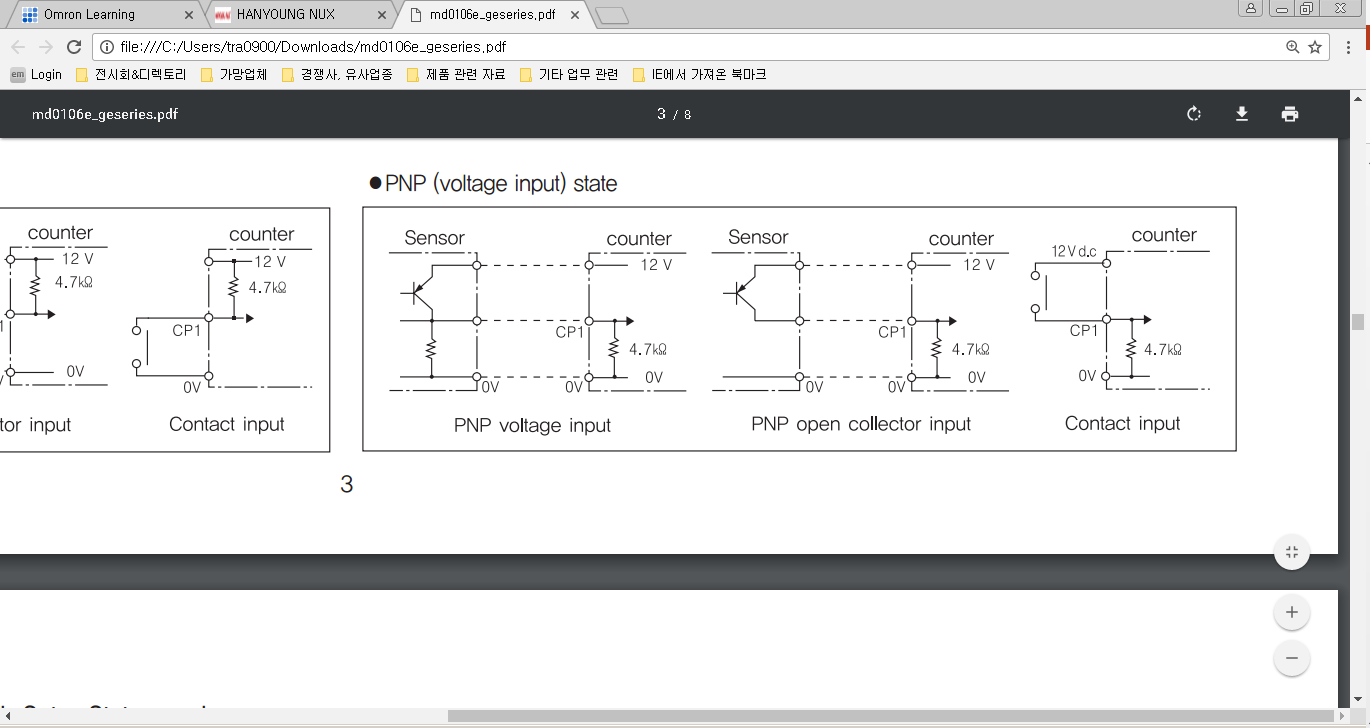 Omron Learning
HANYOUNG NUX
md0106e_geseries.pdf
file:///C:/Users/tra0900/Downloads/md0106e_geseries.pdf
em Login
전시회&디렉토리
가망업체
경쟁사, 유사업종
제품 관련 자료
기타 업무 관련
IE에서 가져온 북마크
md0106e_geseries.pdf
3 / 8
●PNP (voltage input) state
counter
12 V
4.7kΩ
1
0V
tor input
counter
12 V
4.7kΩ
CP1
0V
Contact input
Sensor
counter
12 V
CP1
4.7kΩ
0V
0V
0V
PNP voltage input
Sensor
counter
12 V
CP1
4.7kΩ
0V
0V
0V
PNP open collector input
counter
12V d.c
CP1
4.7kΩ
0V
Contact input
3